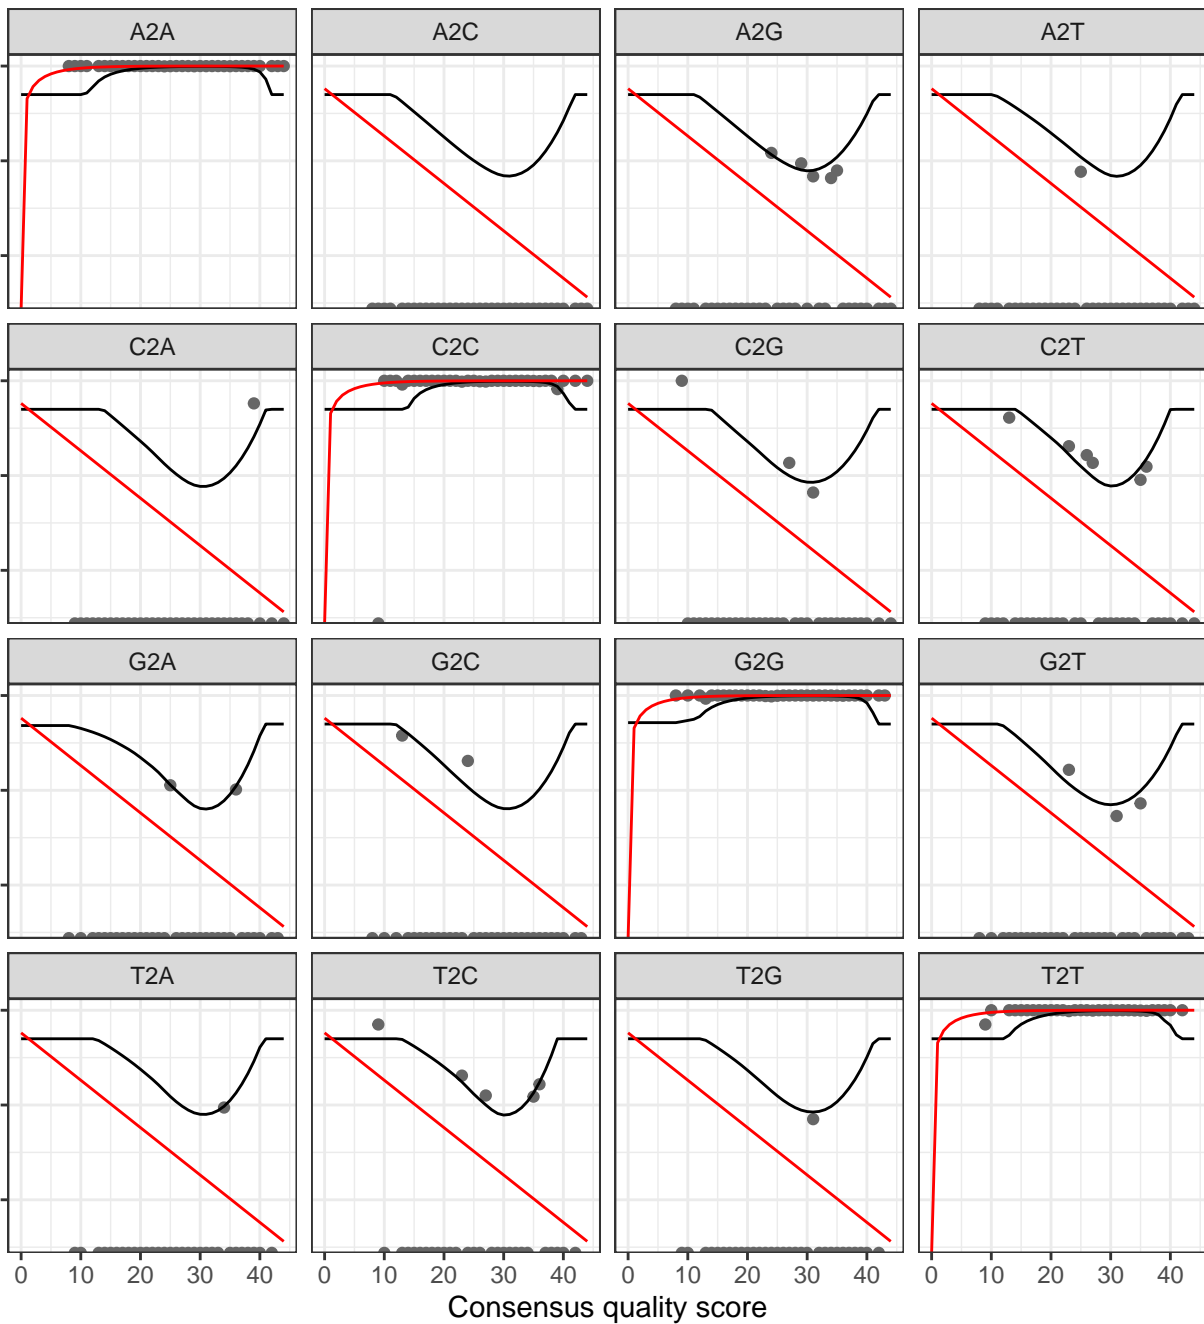 A2A A2C A2G A2T
C2A C2C C2G C2T
G2A G2C G2G G2T
T2A T2C T2G T2T
0 10 20 30 40 0 10 20 30 40 0 10 20 30 40 0 10 20 30 40
Consensus quality score